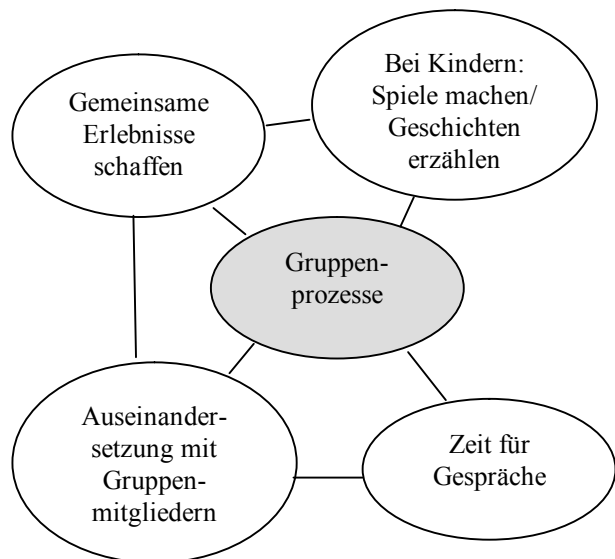 Gemeinsame
Erlebnisse
schaffen
Bei Kindern:
Spiele machen/
Geschichten
erzählen
Gruppen-
prozesse
Auseinander-
setzung mit
Gruppen-
mitgliedern
Zeit für
Gespräche